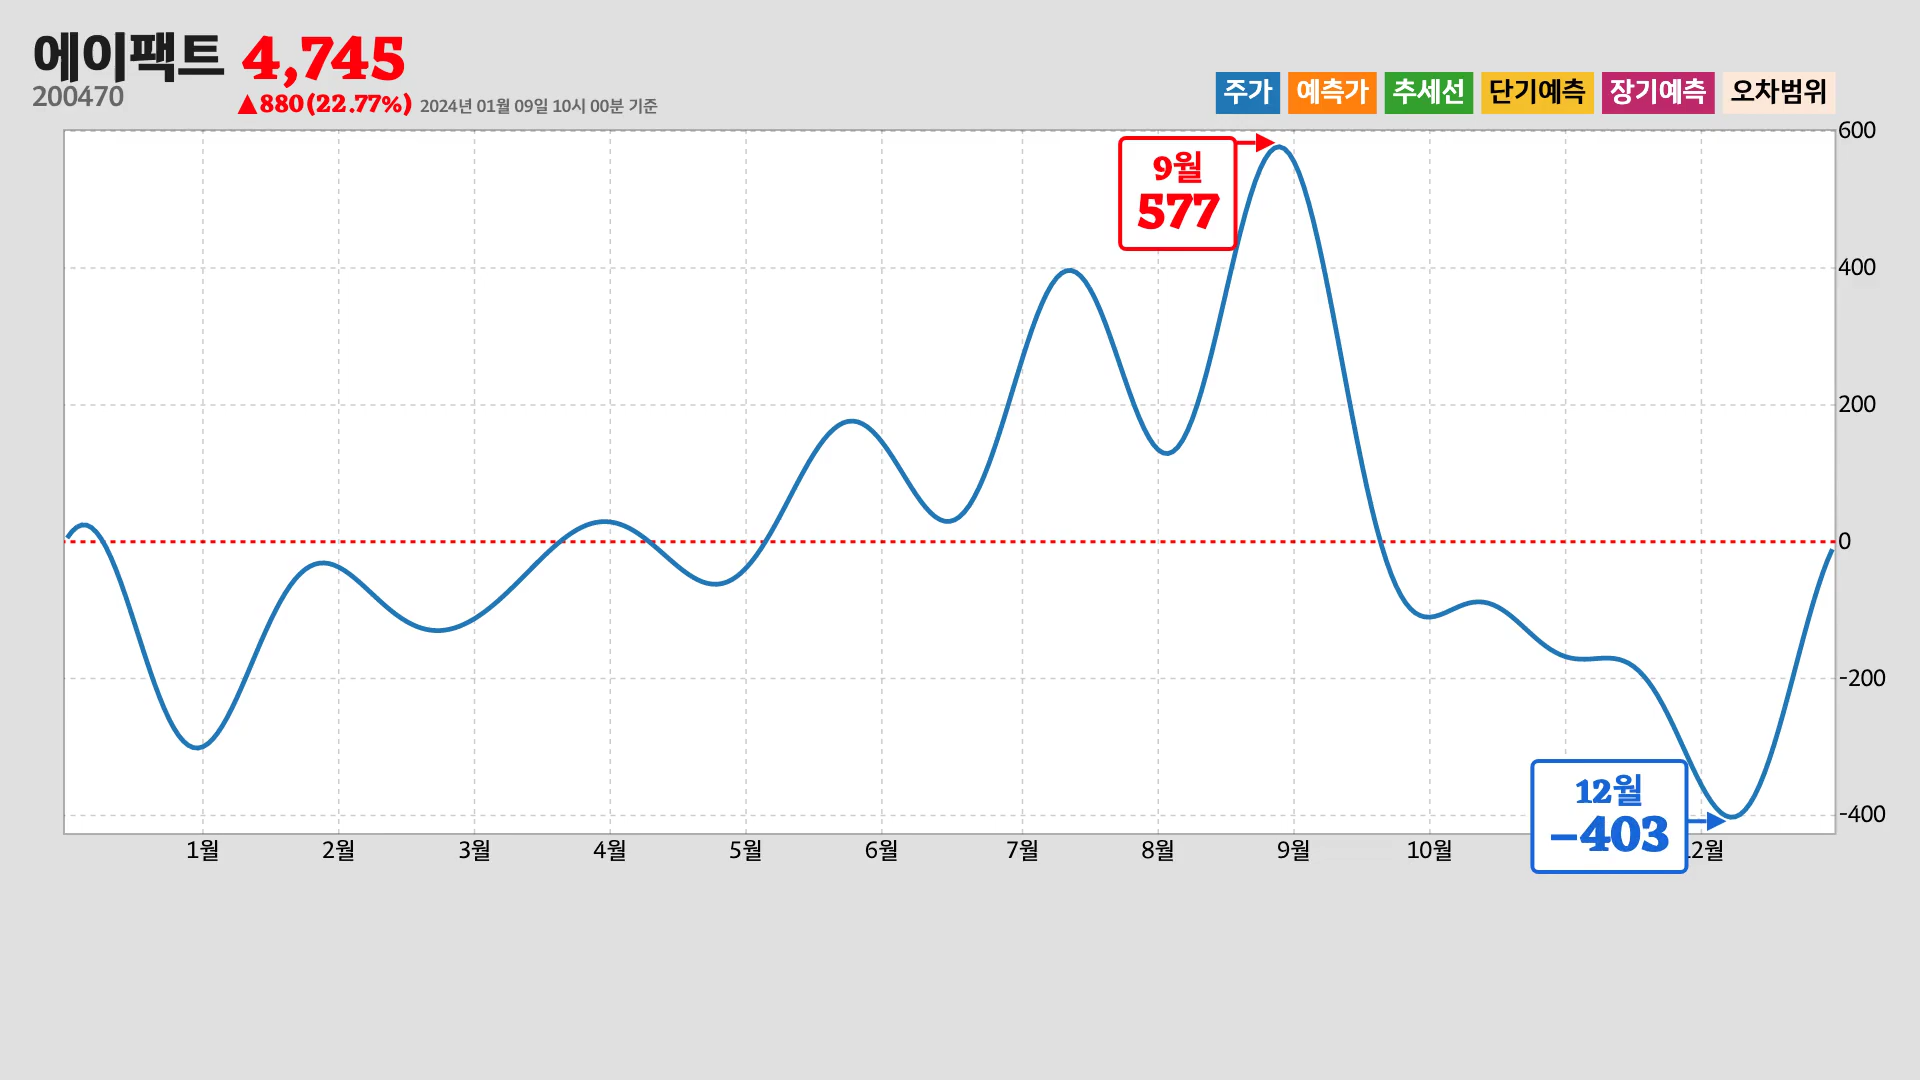 에이팩트 4,745
200470
▲880(22.77%) 2024년 01월 09일 10시 00분 기준
주가 예측가 추세선 단기예측 장기예측 오차범위
600
9월
577
400
200
0
-200
12월
-403
-400
1월 2월 3월 4월 5월 6월 7월 8월 9월 10월 12월